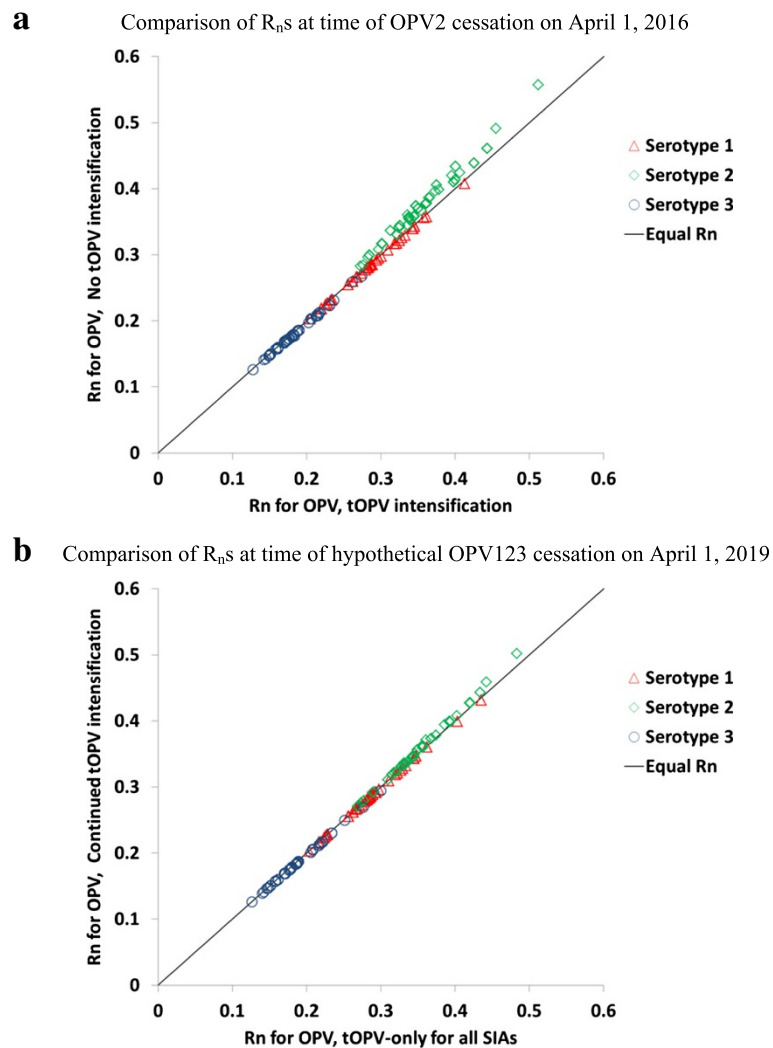 a Comparison of Rns at time of OPV2 cessation on April 1, 2016
0.6
0.5
0.4
0.3
0.2
0.1
0
Rn for OPV, No tOPV intensification
0 0.1 0.2 0.3 0.4 0.5 0.6
Rn for OPV, tOPV intensification
Serotype 1
Serotype 2
Serotype 3
Equal Rn
b Comparison of Rns at time of hypothetical OPV123 cessation on April 1, 2019
0.6
0.5
0.4
0.3
0.2
0.1
0
Rn for OPV, Continued tOPV intensification
0 0.1 0.2 0.3 0.4 0.5 0.6
Rn for OPV, tOPV-only for all SIAs
Serotype 1
Serotype 2
Serotype 3
Equal Rn